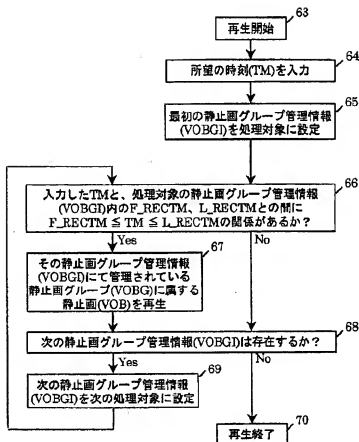 63
再生開始
64
所望の時刻(TM)を入力
65
最初の静止画グループ管理情報
(VOBGI)を処理対象に設定
66
入力したTMと、処理対象の静止画グループ管理情報
(VOBGI)内のF_RECTM、L_RECTMとの間に
F_RECTM ≦ TM ≦ L_RECTMの関係があるか?
Yes
67
No
その静止画グループ管理情報
(VOBGI)にて管理されている
静止画グループ(VOBG)に属する
静止画(VOB)を再生
68
次の静止画グループ管理情報(VOBGI)は存在するか?
Yes
69
No
次の静止画グループ管理情報
(VOBGI)を次の処理対象に設定
70
再生終了